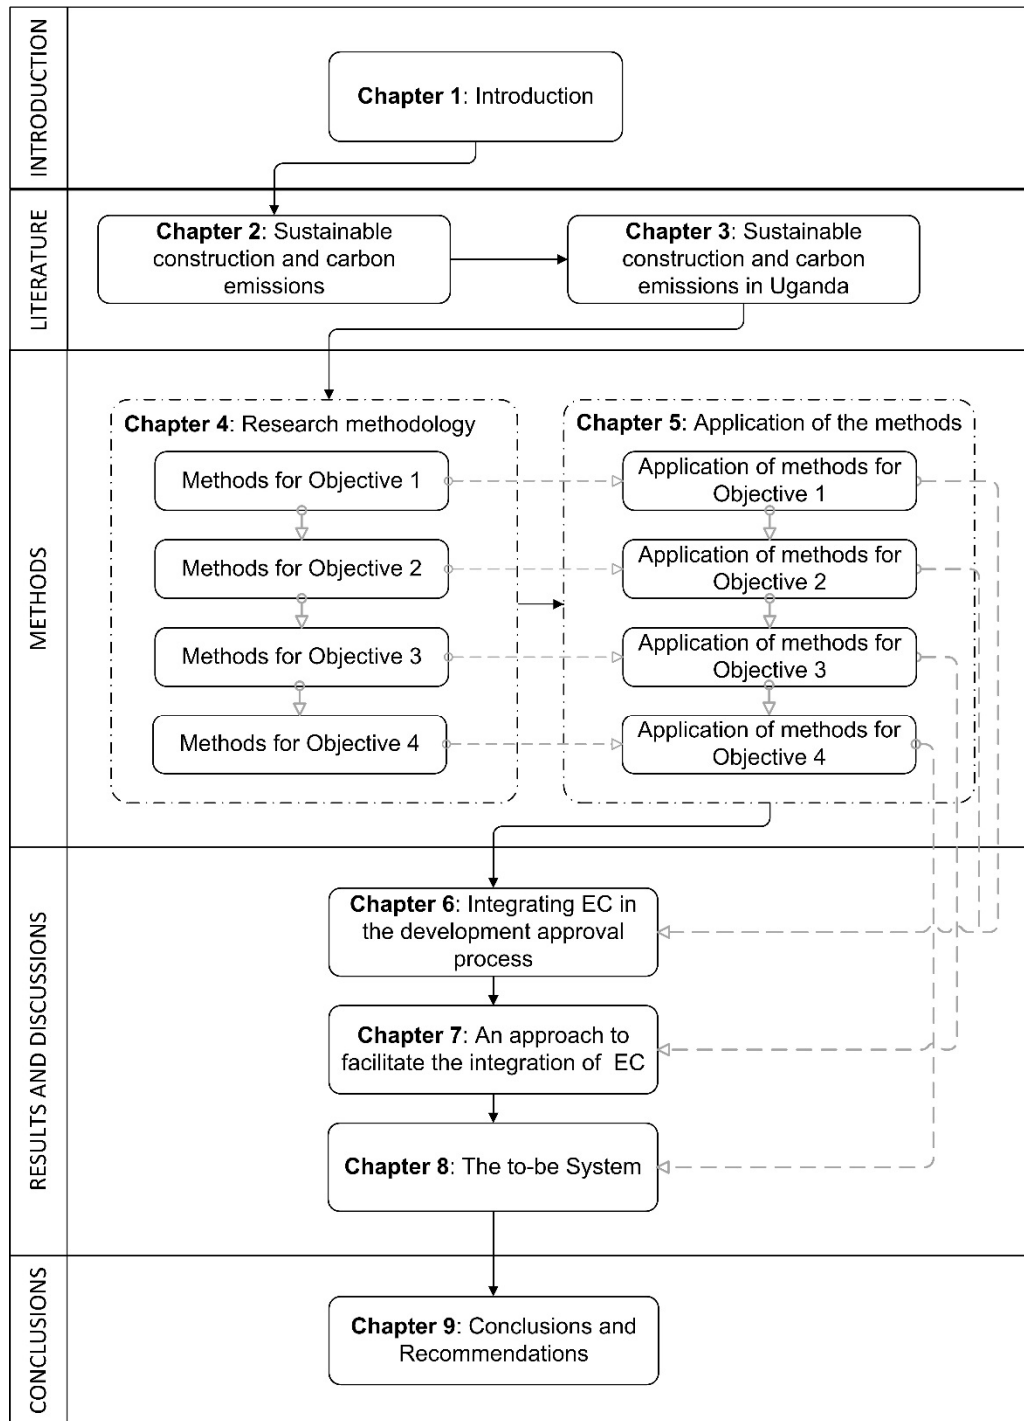 INTRODUCTION
Chapter 1: Introduction
LITERATURE
Chapter 2: Sustainable
construction and carbon
emissions
Chapter 3: Sustainable
construction and carbon
emissions in Uganda
METHODS
Chapter 4: Research methodology
Methods for Objective 1
Methods for Objective 2
Methods for Objective 3
Methods for Objective 4
Chapter 5: Application of the methods
Application of methods for
Objective 1
Application of methods for
Objective 2
Application of methods for
Objective 3
Application of methods for
Objective 4
RESULTS AND DISCUSSIONS
Chapter 6: Integrating EC in
the development approval
process
Chapter 7: An approach to
facilitate the integration of EC
Chapter 8: The to-be System
CONCLUSIONS
Chapter 9: Conclusions and
Recommendations